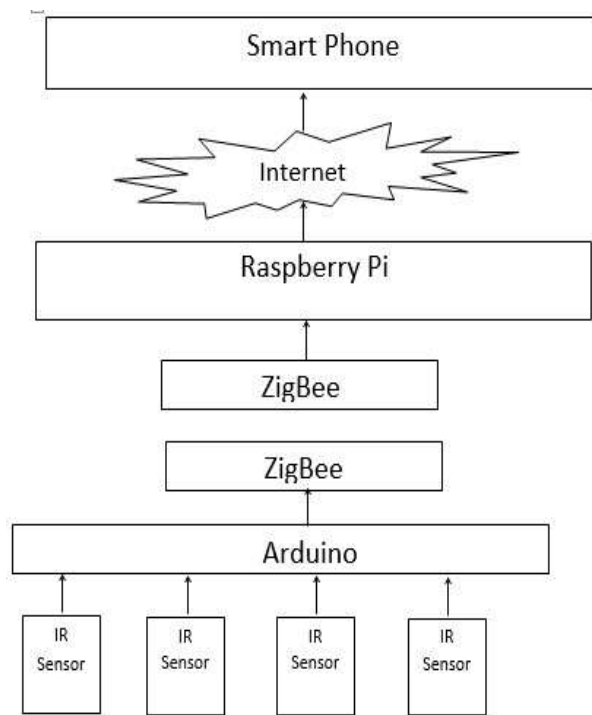 Smart Phone
Internet
Raspberry Pi
ZigBee
ZigBee
Arduino
IR
Sensor
IR
Sensor
IR
Sensor
IR
Sensor